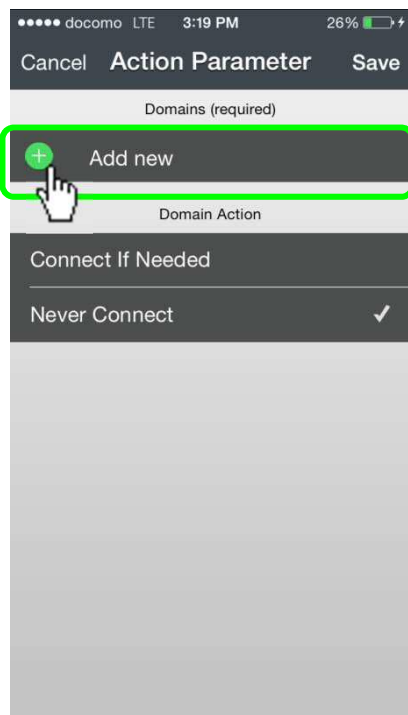 docomo LTE 3:19 PM 26%
Cancel Action Parameter Save
Domains (required)
Add new
Domain Action
Connect If Needed
Never Connect